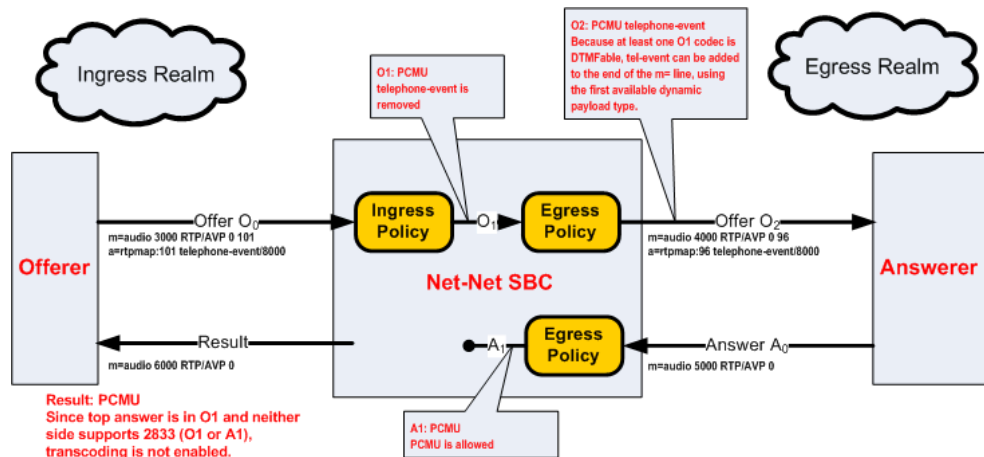 Ingress Realm
O1: PCMU
telephone-event is
removed
O2: PCMU telephone-event
Because at least one O1 codec is
DTMFable, tel-event can be added
to the end of the m= line, using
the first available dynamic
payload type.
Egress Realm
Offerer
Offer O0
m=audio 3000 RTP/AVP 0 101
a=rtpmap:101 telephone-event/8000
Ingress
Policy
O1
Egress
Policy
Offer O2
m=audio 4000 RTP/AVP 0 96
a=rtpmap:96 telephone-event/8000
Answerer
Net-Net SBC
Result
m=audio 6000 RTP/AVP 0
A1
Egress
Policy
Answer A0
m=audio 5000 RTP/AVP 0
Result: PCMU
Since top answer is in O1 and neither
side supports 2833 (O1 or A1),
transcoding is not enabled.
A1: PCMU
PCMU is allowed